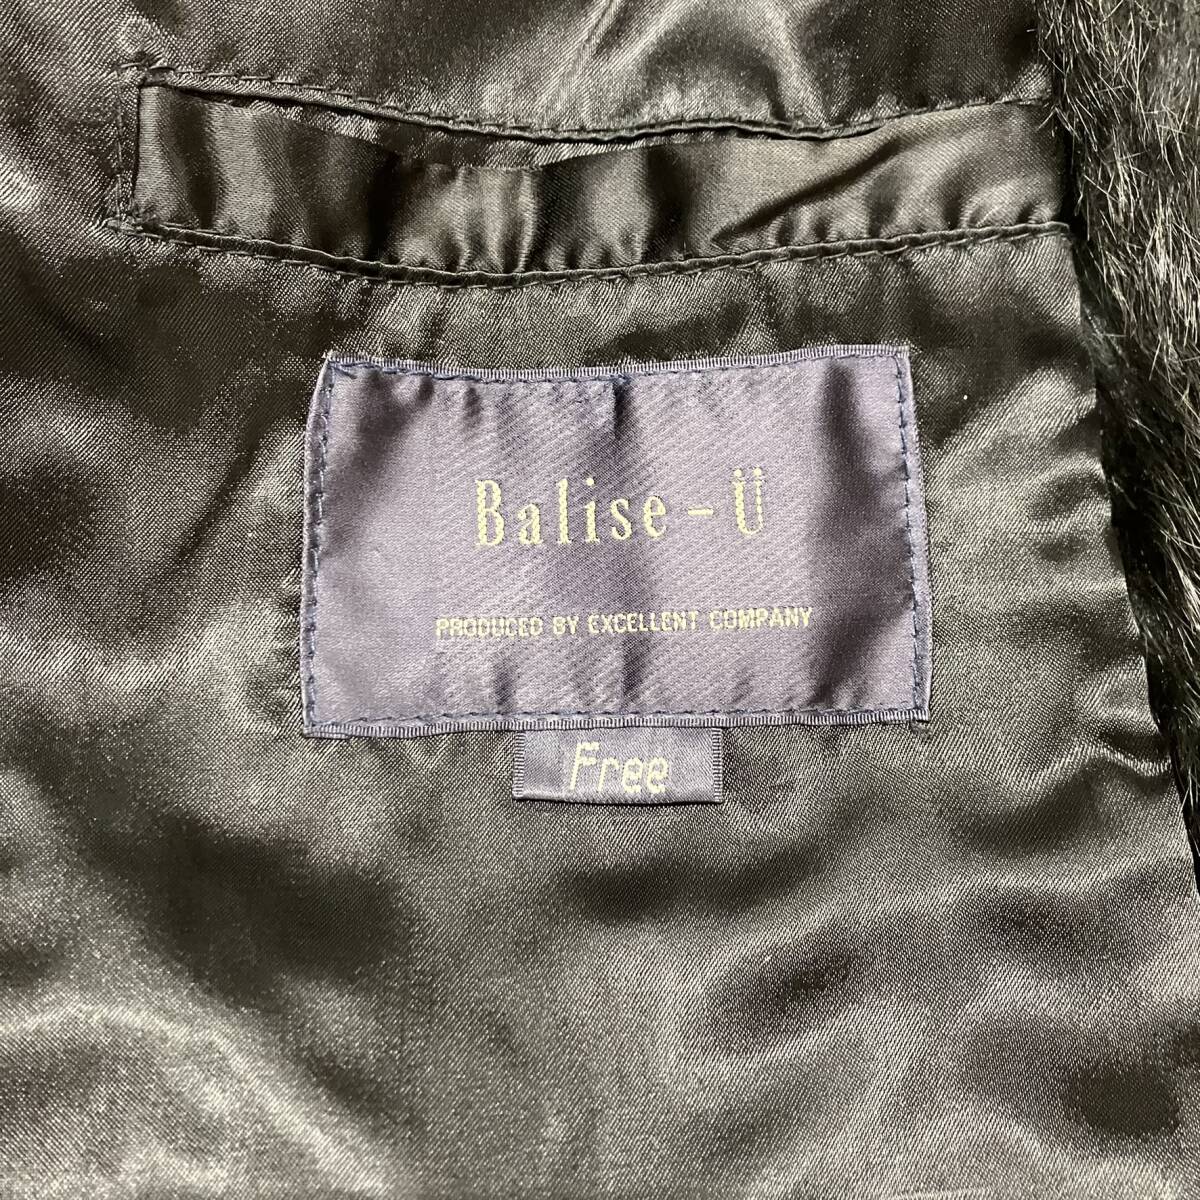 Balise-Ü
PRODUCED BY EXCELLENT COMPANY
Free